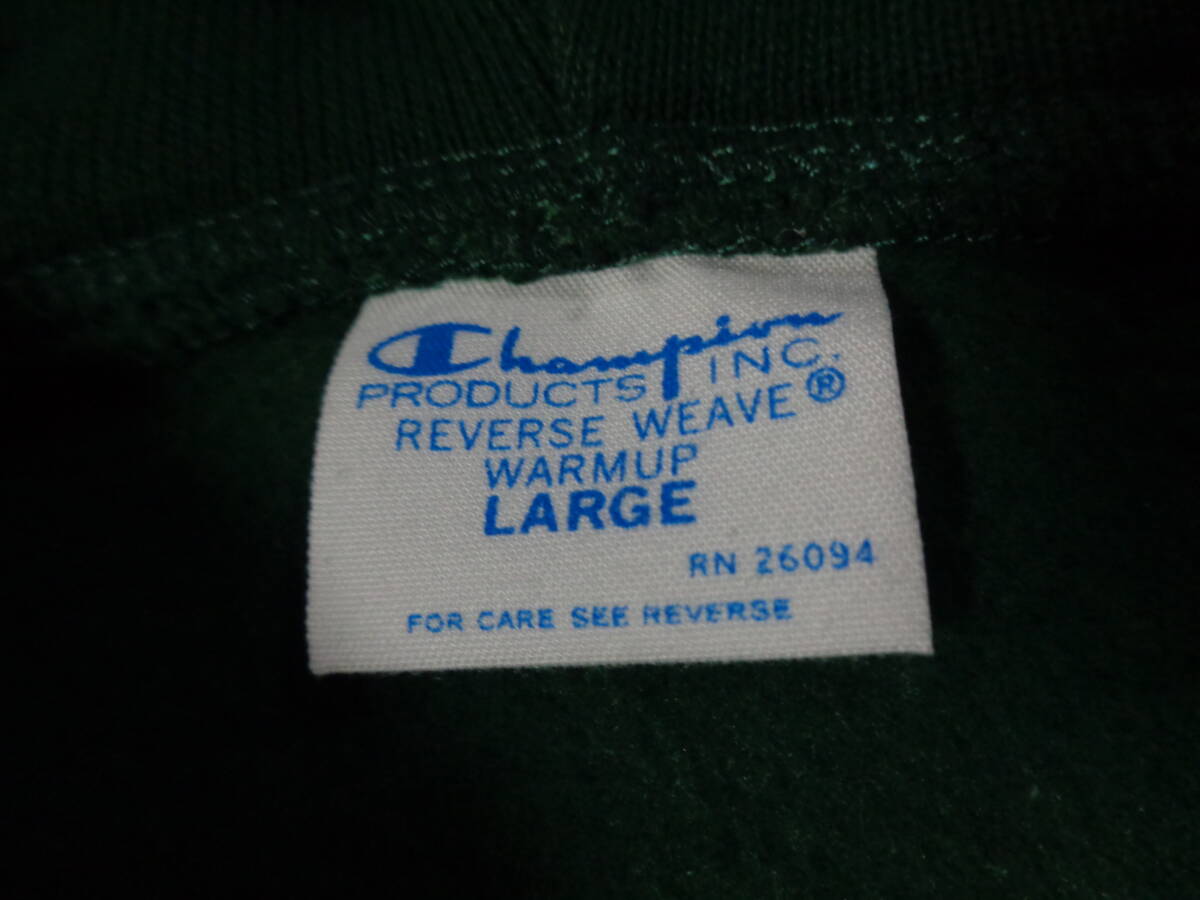 Champion
PRODUCTS INC.
REVERSE WEAVE®
WARMUP
LARGE
RN 26094
FOR CARE SEE REVERSE